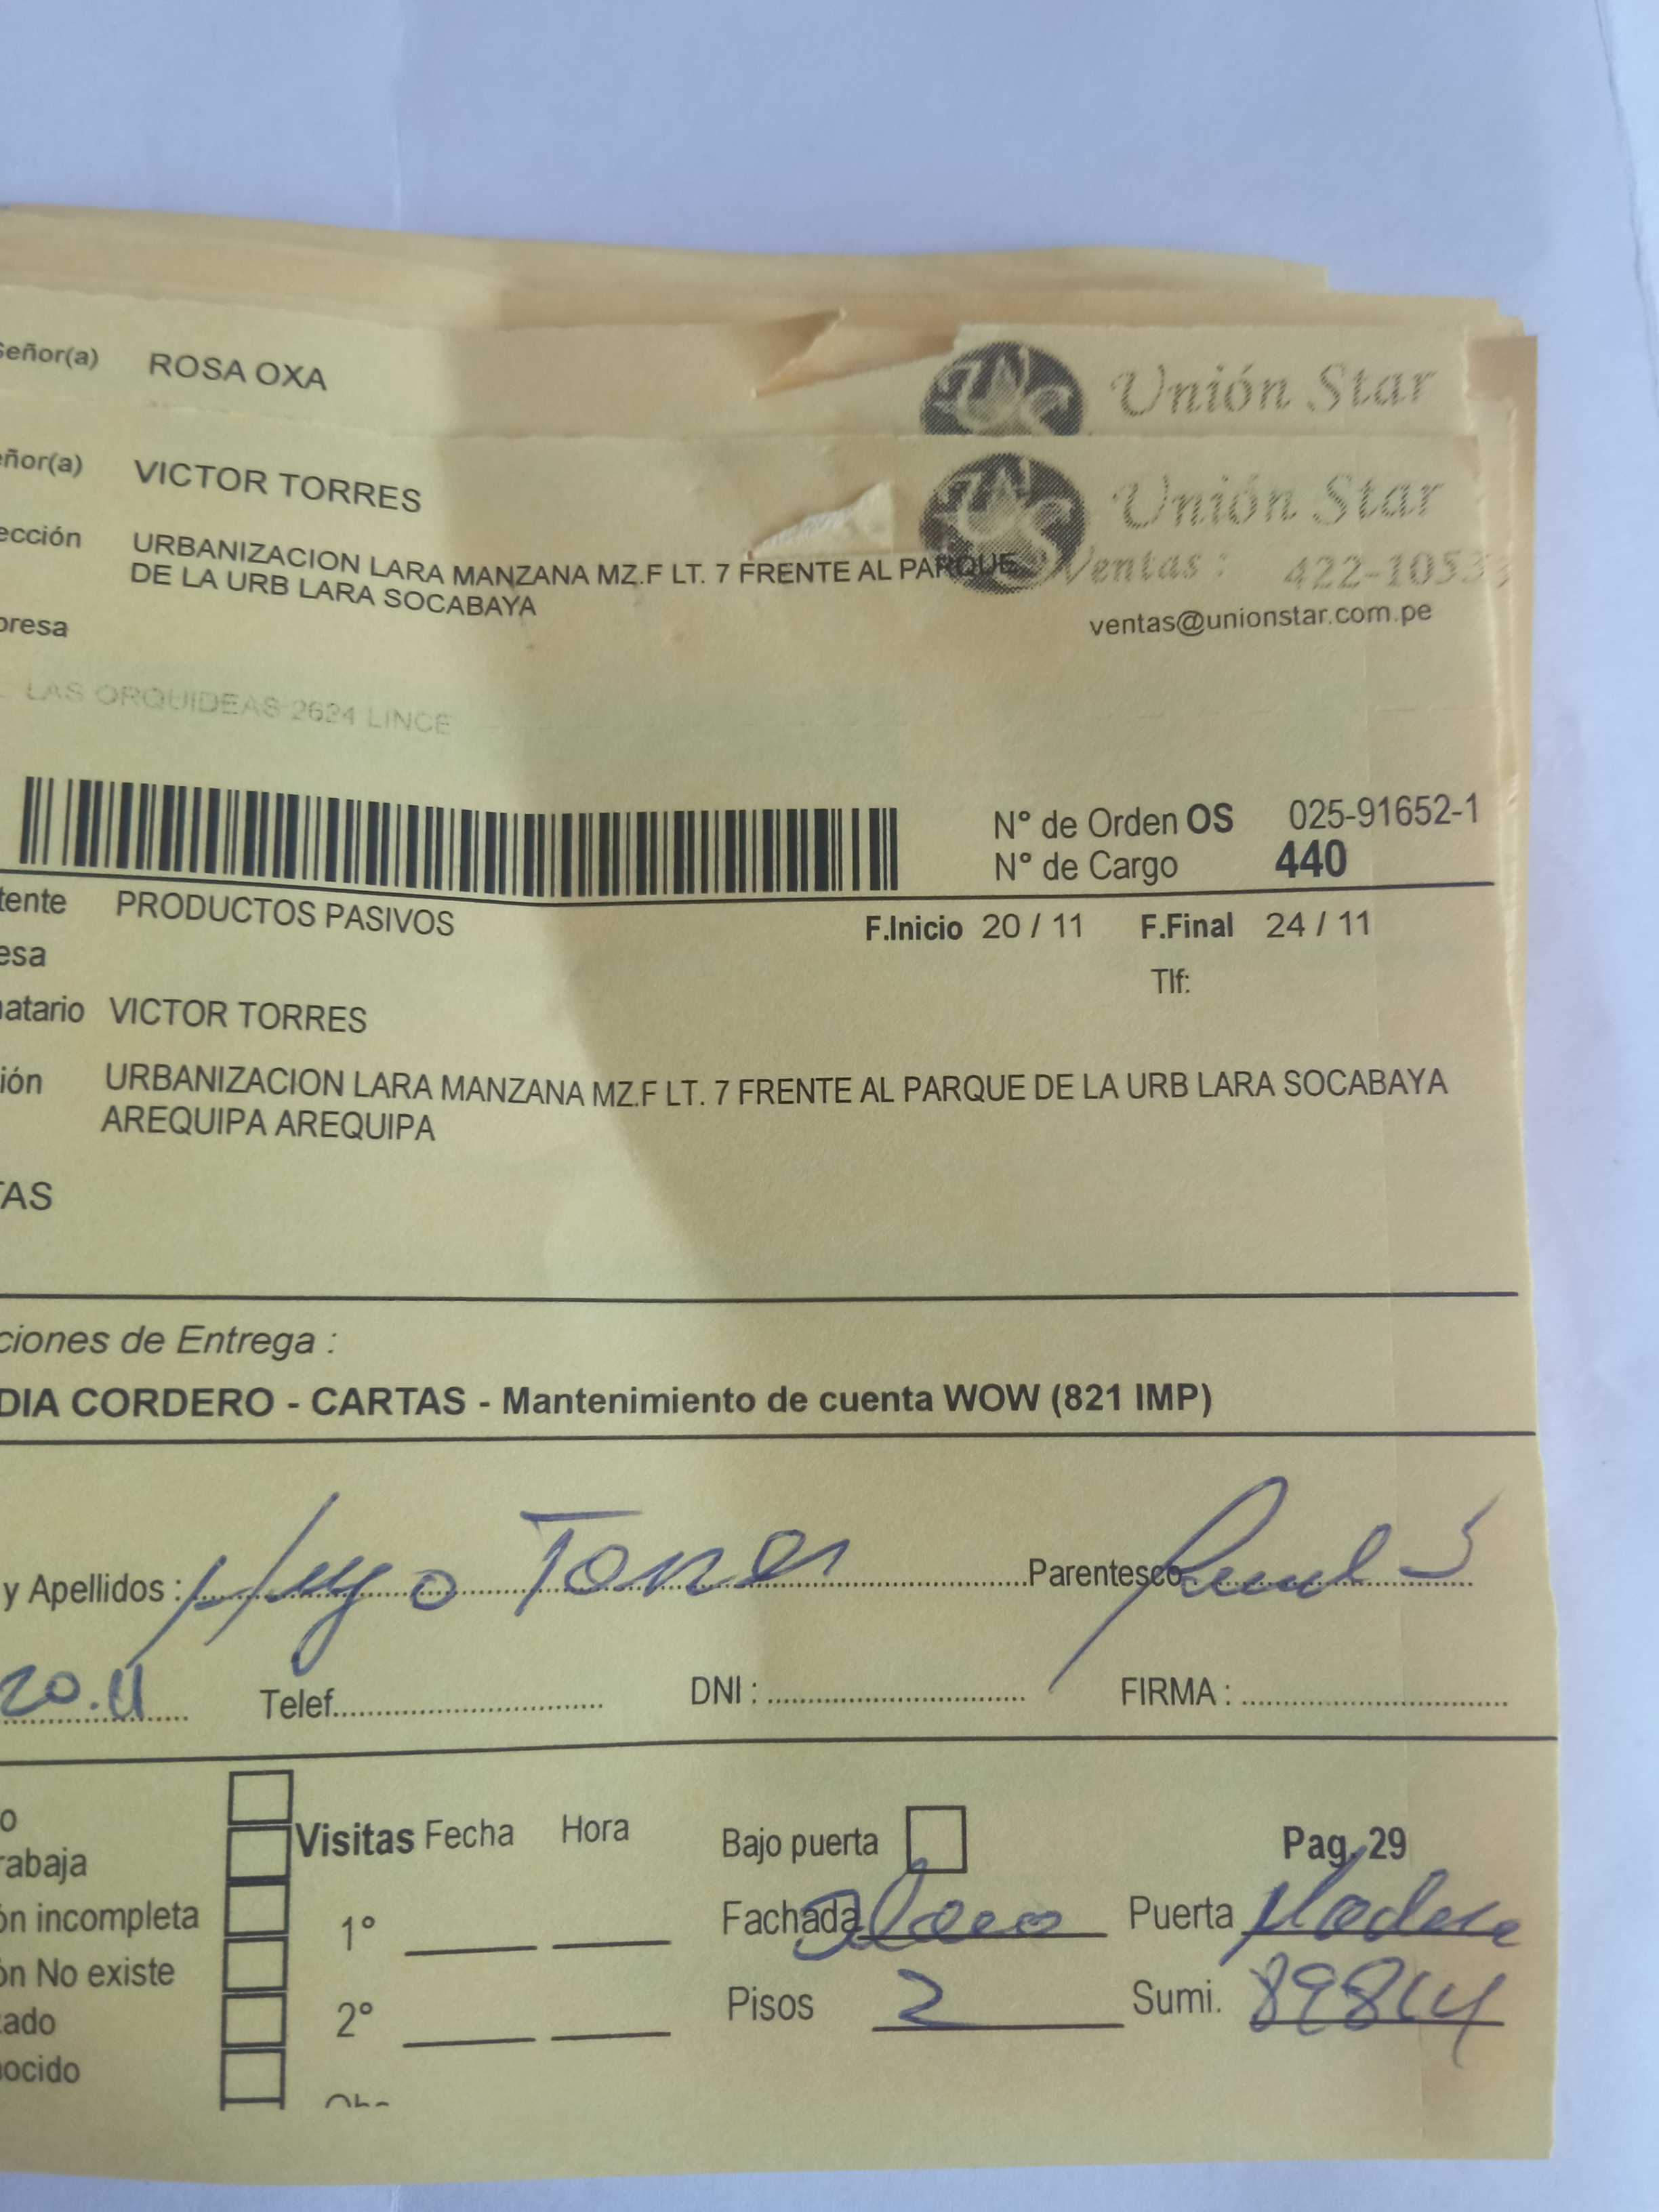 Señor(a) ROSA OXA
Unión Star
eñor(a) VICTOR TORRES
Unión Star
ección URBANIZACION LARA MANZANA MZ.F LT. 7 FRENTE AL PARQUE
DE LA URB LARA SOCABAYA
Ventas: 422-1053
presa
ventas@unionstar.com.pe
LAS ORQUIDEAS 2624 LINCE
N° de Orden OS 025-91652-1
N° de Cargo 440
tente PRODUCTOS PASIVOS
F.Inicio 20 / 11 F.Final 24 / 11
esa
Tlf:
natario VICTOR TORRES
ión URBANIZACION LARA MANZANA MZ.F LT. 7 FRENTE AL PARQUE DE LA URB LARA SOCABAYA
AREQUIPA AREQUIPA
TAS
ciones de Entrega :
DIA CORDERO - CARTAS - Mantenimiento de cuenta WOW (821 IMP)
y Apellidos : Hugo Torres Parentesco
20.11 Telef. DNI : FIRMA :
o
rabaja
ón incompleta
ón No existe
tado
nocido
Visitas Fecha Hora
1°
2°
Bajo puerta Pag. 29
Fachada Puerta Madera
Pisos 2 Sumi. 89814